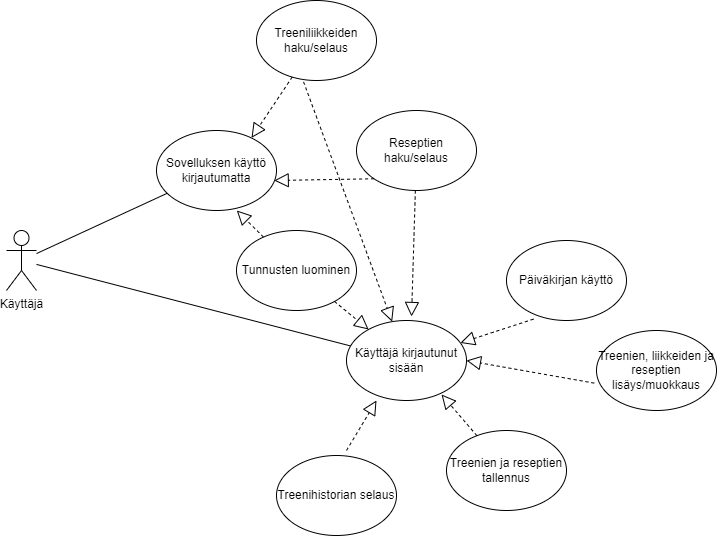 Treeniliikkeiden
haku/selaus
Reseptien
haku/selaus
Sovelluksen käyttö
kirjautumatta
Käyttäjä
Tunnusten luominen
Päiväkirjan käyttö
Käyttäjä kirjautunut
sisään
Treenien, liikkeiden ja
reseptien
lisäys/muokkaus
Treenien ja reseptien
tallennus
Treenihistorian selaus